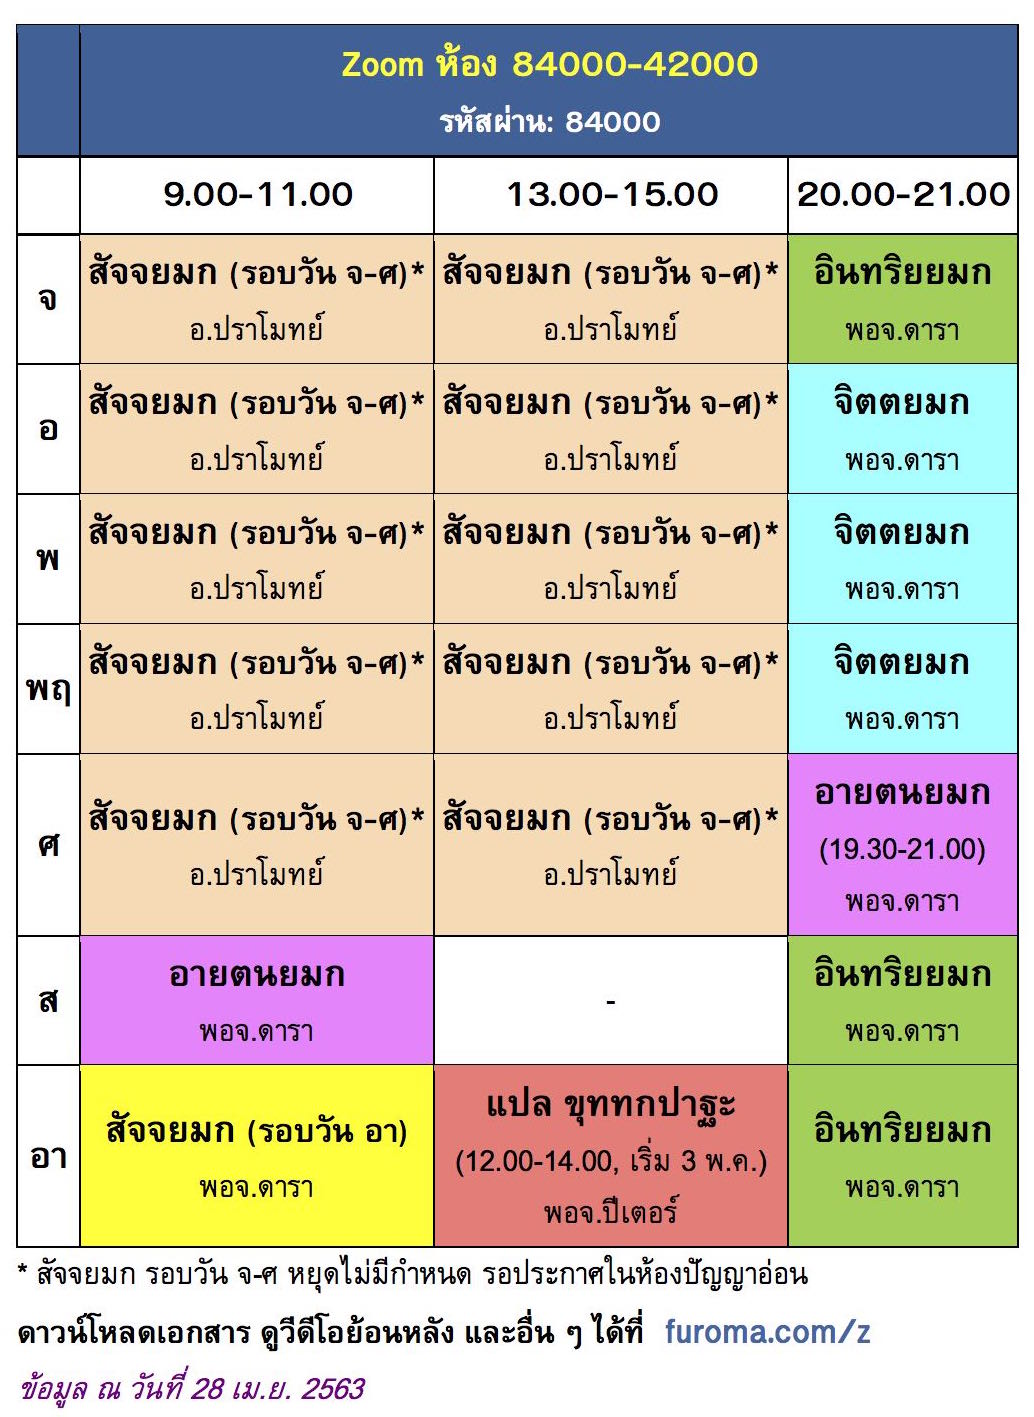 Zoom ห้อง 84000-42000
รหัสผ่าน: 84000
9.00-11.00 13.00-15.00 20.00-21.00
จ
สัจจยมก (รอบวัน จ-ศ)* สัจจยมก (รอบวัน จ-ศ)* อินทริยยมก
อ.ปราโมทย์ อ.ปราโมทย์ พอจ.ดารา
อ
สัจจยมก (รอบวัน จ-ศ)* สัจจยมก (รอบวัน จ-ศ)* จิตตยมก
อ.ปราโมทย์ อ.ปราโมทย์ พอจ.ดารา
พ
สัจจยมก (รอบวัน จ-ศ)* สัจจยมก (รอบวัน จ-ศ)* จิตตยมก
อ.ปราโมทย์ อ.ปราโมทย์ พอจ.ดารา
พฤ
สัจจยมก (รอบวัน จ-ศ)* สัจจยมก (รอบวัน จ-ศ)* จิตตยมก
อ.ปราโมทย์ อ.ปราโมทย์ พอจ.ดารา
ศ
สัจจยมก (รอบวัน จ-ศ)* สัจจยมก (รอบวัน จ-ศ)* อายตนยมก
(19.30-21.00)
อ.ปราโมทย์ อ.ปราโมทย์ พอจ.ดารา
ส
อายตนยมก - อินทริยยมก
พอจ.ดารา พอจ.ดารา
อา
สัจจยมก (รอบวัน อา) แปล ขุททกปาฐะ อินทริยยมก
(12.00-14.00, เริ่ม 3 พ.ค.)
พอจ.ดารา พอจ.ปีเตอร์ พอจ.ดารา
* สัจจยมก รอบวัน จ-ศ หยุดไม่มีกำหนด รอประกาศในห้องปัญญาอ่อน
ดาวน์โหลดเอกสาร ดูวีดีโอย้อนหลัง และอื่น ๆ ได้ที่ furoma.com/z
ข้อมูล ณ วันที่ 28 เม.ย. 2563